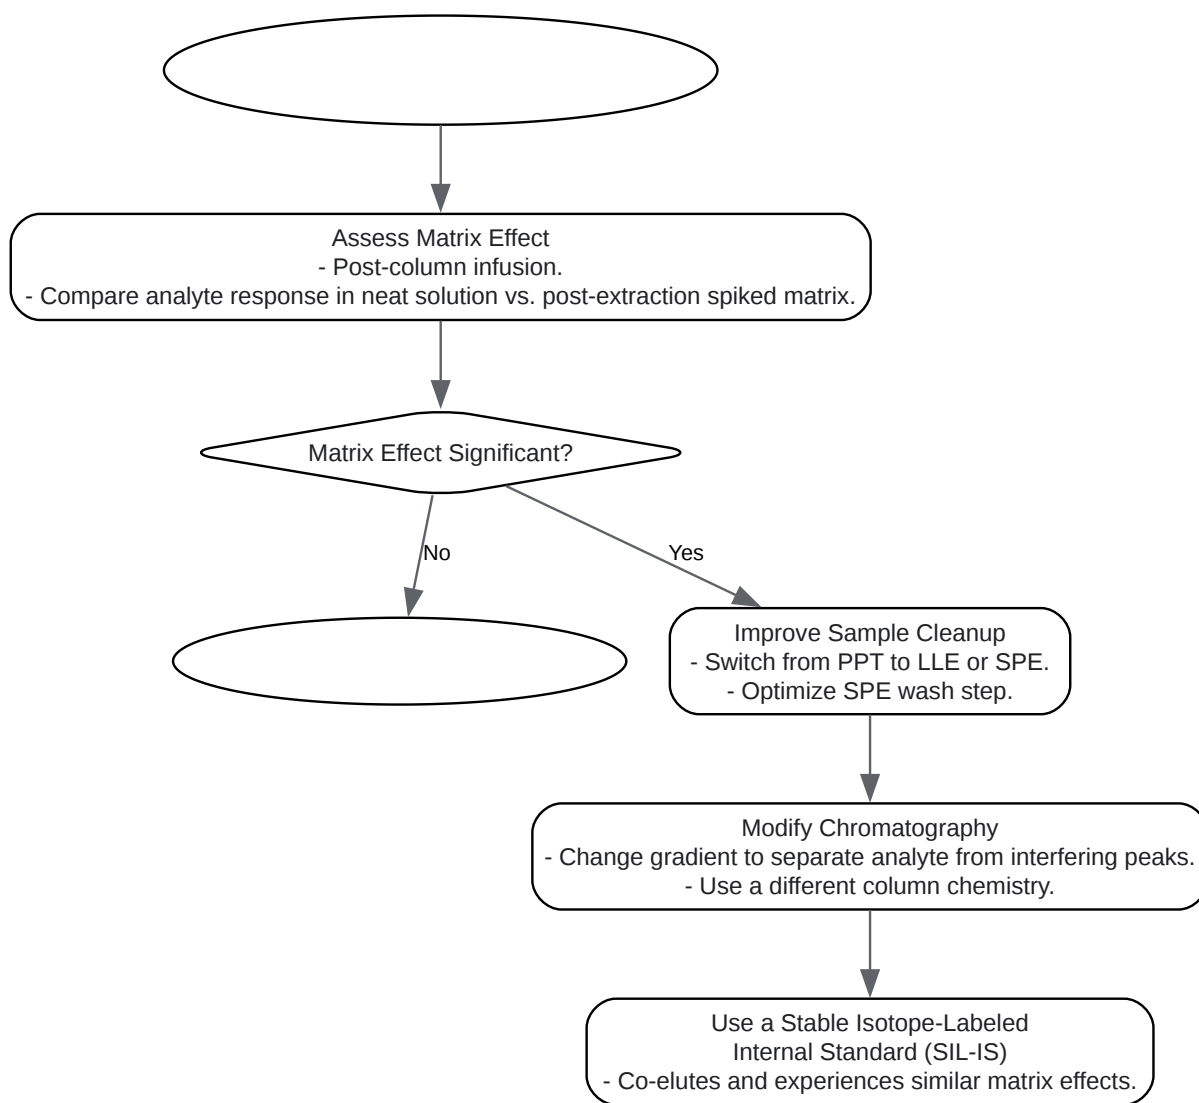 Assess Matrix Effect
- Post-column infusion.
- Compare analyte response in neat solution vs. post-extraction spiked matrix.
Matrix Effect Significant?
No
Yes
Improve Sample Cleanup
- Switch from PPT to LLE or SPE.
- Optimize SPE wash step.
Modify Chromatography
- Change gradient to separate analyte from interfering peaks.
- Use a different column chemistry.
Use a Stable Isotope-Labeled
Internal Standard (SIL-IS)
- Co-elutes and experiences similar matrix effects.